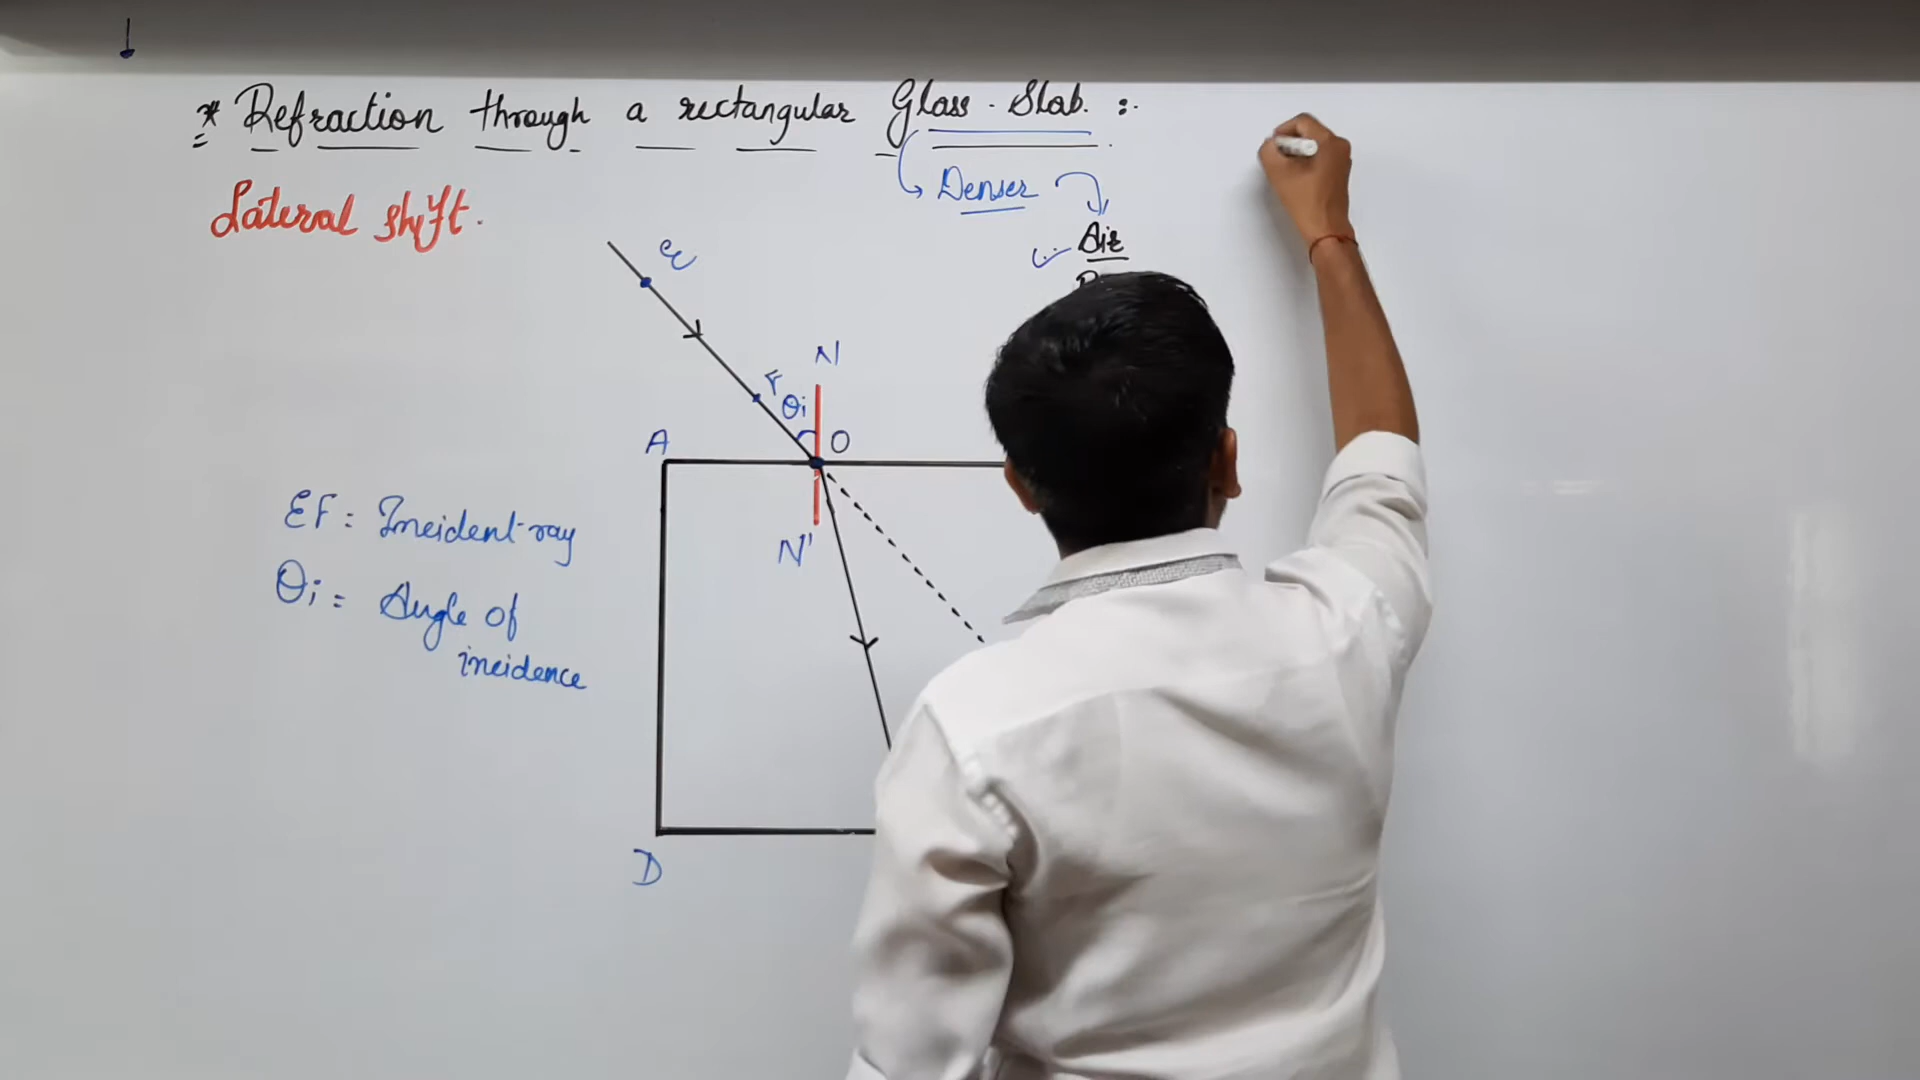 * Refraction through a rectangular Glass - Slab. :-
Denser
Lateral shift.
Air
E
N
F
θi
A
O
EF = Incident ray
N'
θi = Angle of
incidence
D